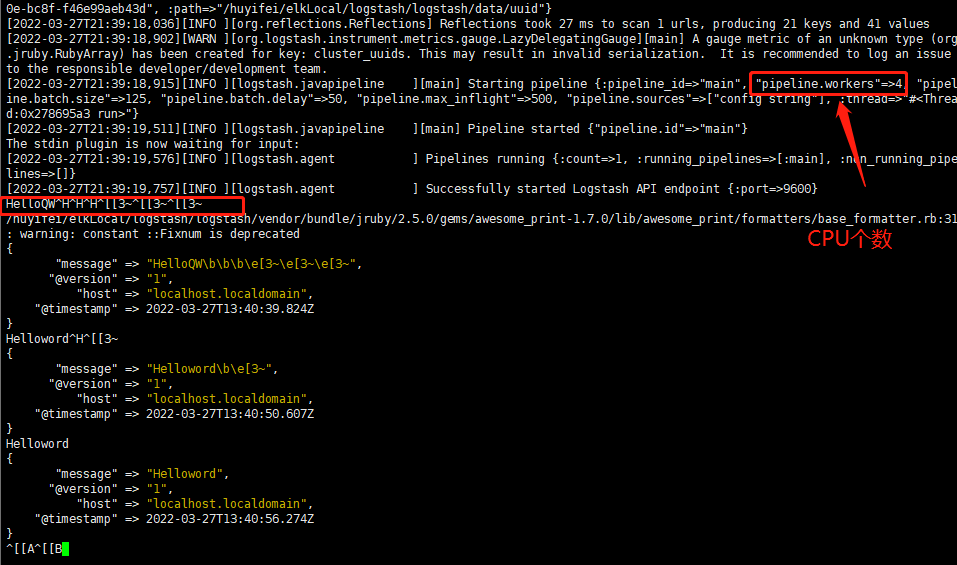 0e-bc8f-f46e99aeb43d", :path=>"/huyifei/elkLocal/logstash/logstash/data/uuid"}
[2022-03-27T21:39:18,036][INFO ][org.reflections.Reflections] Reflections took 27 ms to scan 1 urls, producing 21 keys and 41 values
[2022-03-27T21:39:18,902][WARN ][org.logstash.instrument.metrics.gauge.LazyDelegatingGauge][main] A gauge metric of an unknown type (org
.jruby.RubyArray) has been created for key: cluster_uuids. This may result in invalid serialization.  It is recommended to log an issue
to the responsible developer/development team.
[2022-03-27T21:39:18,915][INFO ][logstash.javapipeline    ][main] Starting pipeline {:pipeline_id=>"main", "pipeline.workers"=>4, "pipel
ine.batch.size"=>125, "pipeline.batch.delay"=>50, "pipeline.max_inflight"=>500, "pipeline.sources"=>["config string"], :thread=>"#<Threa
d:0x278695a3 run>"}
[2022-03-27T21:39:19,511][INFO ][logstash.javapipeline    ][main] Pipeline started {"pipeline.id"=>"main"}
The stdin plugin is now waiting for input:
[2022-03-27T21:39:19,576][INFO ][logstash.agent           ] Pipelines running {:count=>1, :running_pipelines=>[:main], :non_running_pipe
lines=>[]}
[2022-03-27T21:39:19,757][INFO ][logstash.agent           ] Successfully started Logstash API endpoint {:port=>9600}
HelloQW^H^H^H^[[3~^[[3~^[[3~
/huyifei/elkLocal/logstash/logstash/vendor/bundle/jruby/2.5.0/gems/awesome_print-1.7.0/lib/awesome_print/formatters/base_formatter.rb:31
: warning: constant ::Fixnum is deprecated
CPU个数
{
"message" => "HelloQW\b\b\b\e[3~\e[3~\e[3~",
"@version" => "1",
"host" => "localhost.localdomain",
"@timestamp" => 2022-03-27T13:40:39.824Z
}
Helloword^H^[[3~
{
"message" => "Helloword\b\e[3~",
"@version" => "1",
"host" => "localhost.localdomain",
"@timestamp" => 2022-03-27T13:40:50.607Z
}
Helloword
{
"message" => "Helloword",
"@version" => "1",
"host" => "localhost.localdomain",
"@timestamp" => 2022-03-27T13:40:56.274Z
}
^[[A^[[B